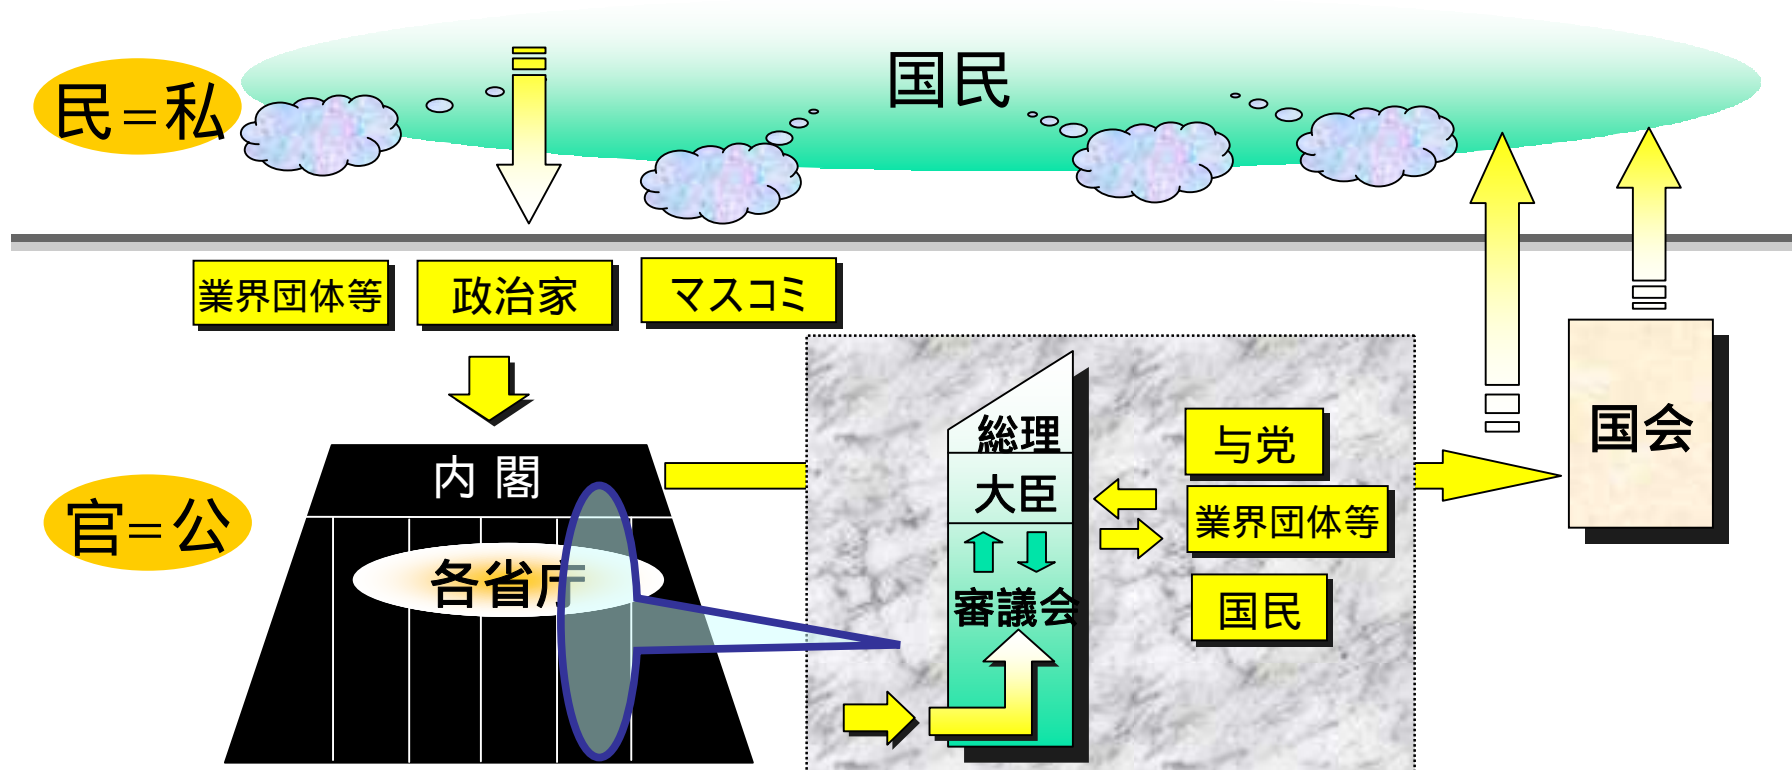 国民
民=私
業界団体等
政治家
マスコミ
内 閣
各省庁
官=公
総理
大臣
審議会
与党
業界団体等
国民
国会